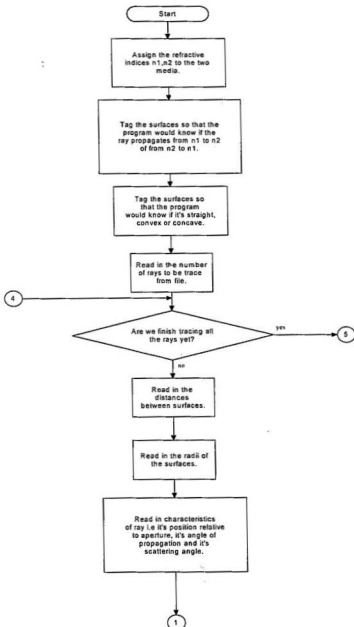 Start
Assign the refractive
indices n1,n2 to the two
media.
Tag the surfaces so that the
program would know if the
ray propagates from n1 to n2
of from n2 to n1.
Tag the surfaces so
that the program
would know if it's straight,
convex or concave.
Read in the number
of rays to be trace
from file.
4
Are we finish tracing all
the rays yet?
yes
5
no
Read in the
distances
between surfaces.
Read in the radii of
the surfaces.
Read in characteristics
of ray i.e it's position relative
to aperture, it's angle of
propagation and it's
scattering angle.
1